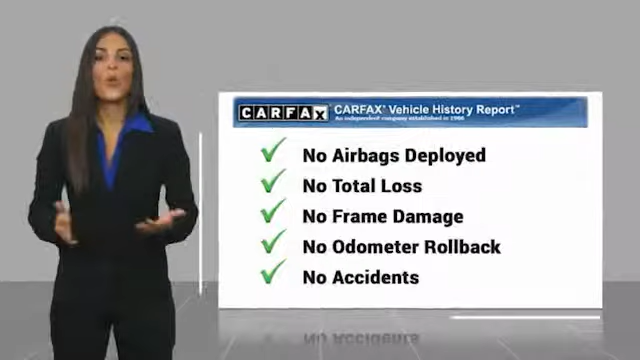 CARFAX CARFAX Vehicle History Report™
An independent company established in 1986
No Airbags Deployed
No Total Loss
No Frame Damage
No Odometer Rollback
No Accidents